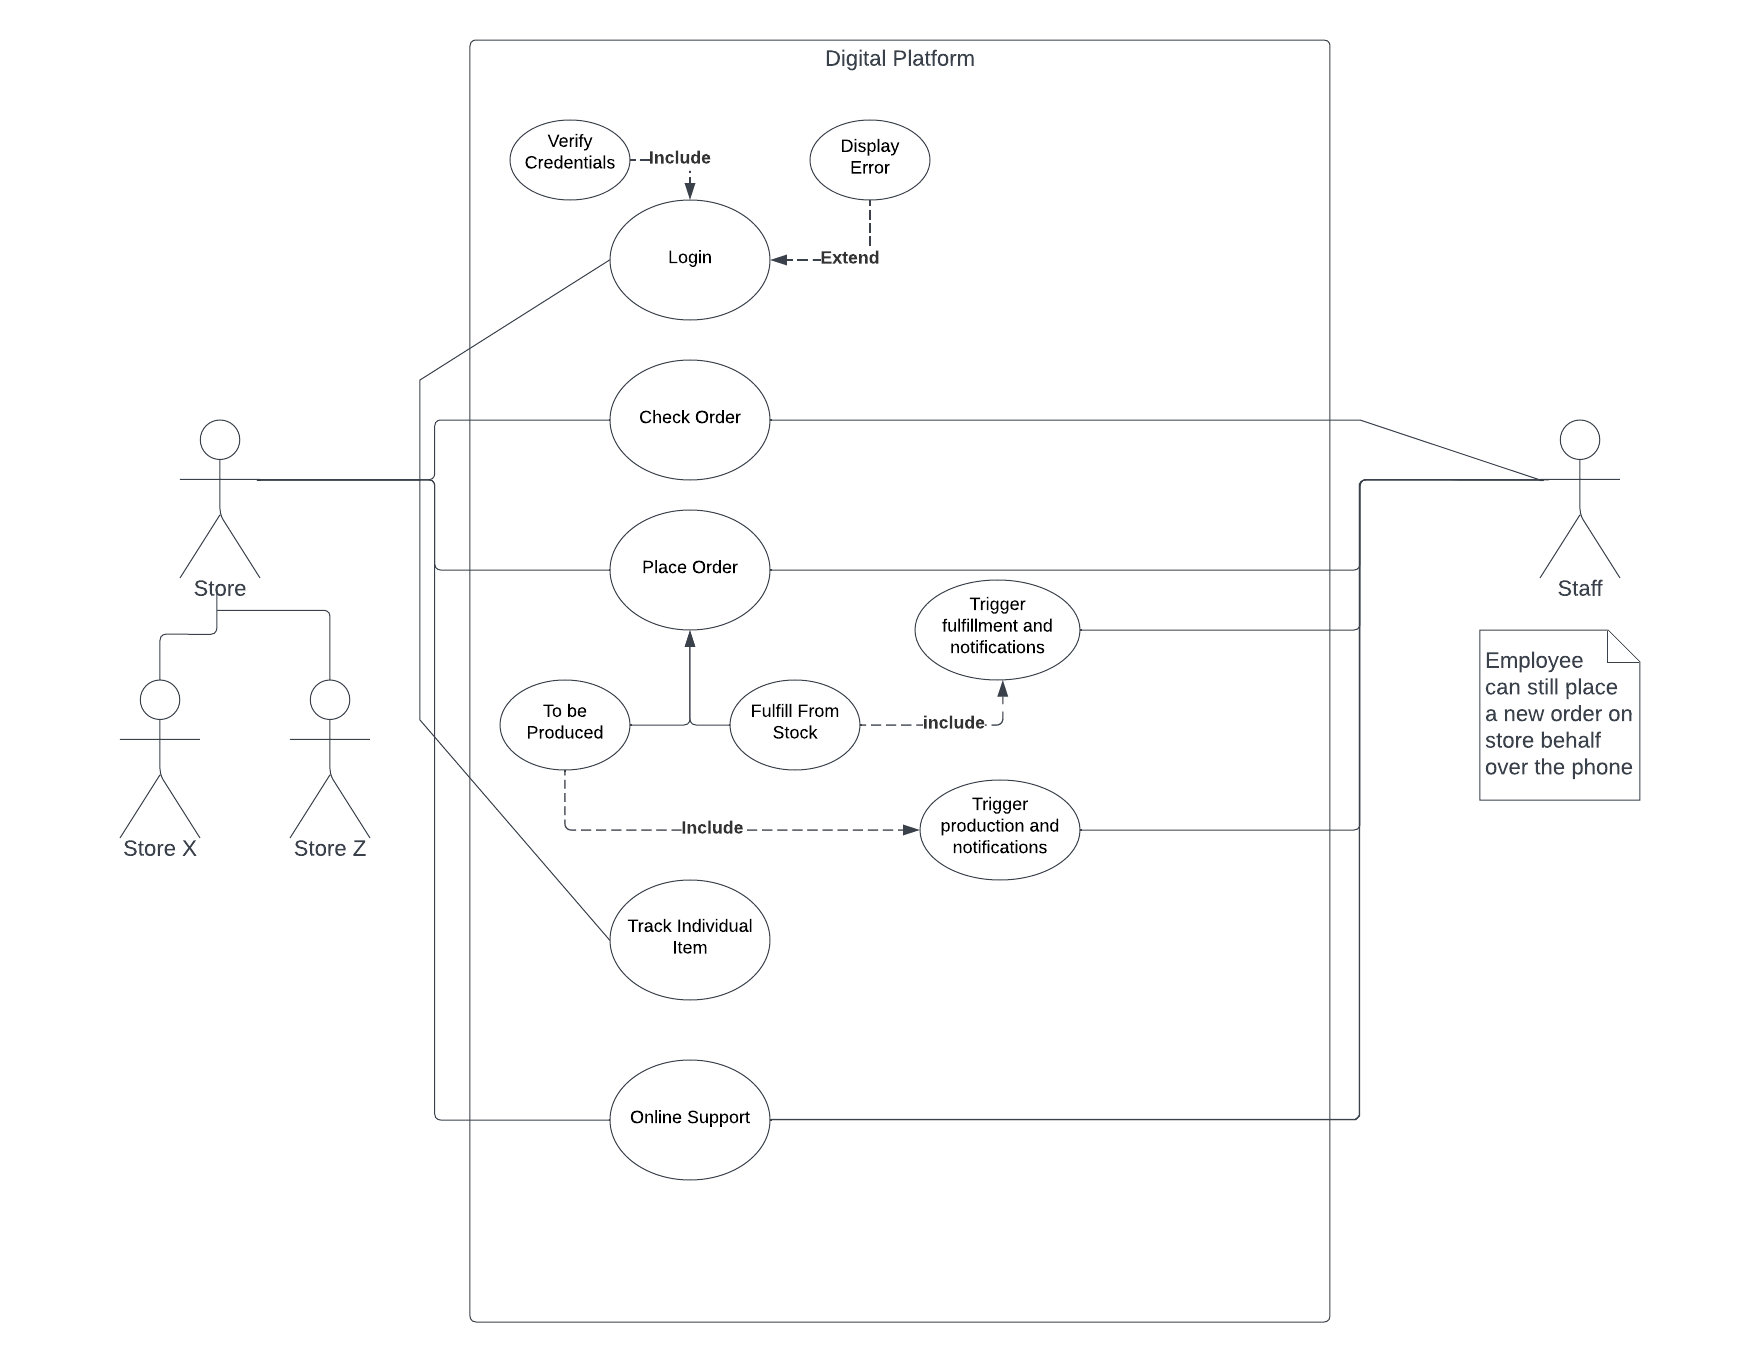 Digital Platform
Verify
Credentials
Include
Display
Error
Login
Extend
Check Order
Store
Place Order
Staff
Trigger
fulfillment and
notifications
Employee
can still place
a new order on
store behalf
over the phone
To be
Produced
Fulfill From
Stock
include
Include
Trigger
production and
notifications
Store X
Store Z
Track Individual
Item
Online Support